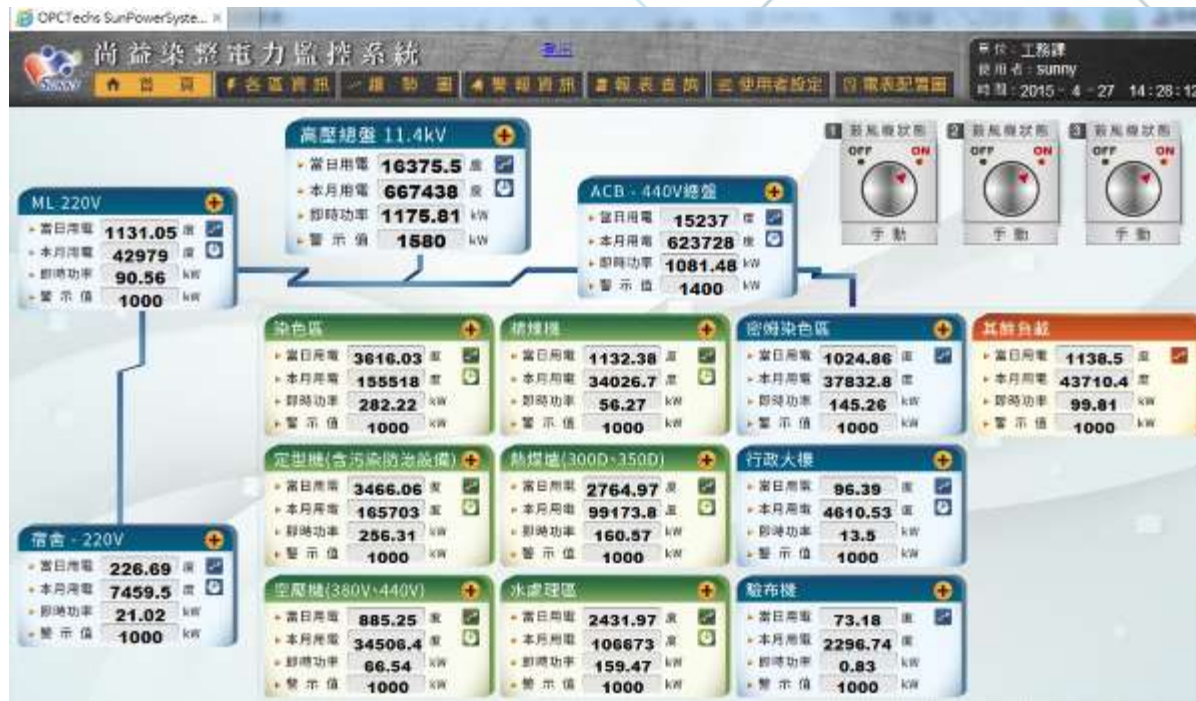 OPCTechs SunPowerSyste...
尚益染整電力監控系統
登出
單位：工務課
使用者：sunny
時間：2015 - 4 -27 14:28:12
Sunny
首頁 各區資訊 趨勢圖 警報資訊 報表查詢 使用者設定 電表配置圖
高壓總盤 11.4kV
當日用電 16375.5 度
本月用電 667438 度
即時功率 1175.81 kW
警示值 1580 kW
1 鼓風機狀態
OFF ON
手動
2 鼓風機狀態
OFF ON
手動
3 鼓風機狀態
OFF ON
手動
ML-220V
當日用電 1131.05 度
本月用電 42979 度
即時功率 90.56 kW
警示值 1000 kW
ACB - 440V總盤
當日用電 15237 度
本月用電 623728 度
即時功率 1081.48 kW
警示值 1400 kW
染色區
當日用電 3616.03 度
本月用電 155518 度
即時功率 282.22 kW
警示值 1000 kW
精煉機
當日用電 1132.38 度
本月用電 34026.7 度
即時功率 56.27 kW
警示值 1000 kW
密姆染色區
當日用電 1024.86 度
本月用電 37832.8 度
即時功率 145.26 kW
警示值 1000 kW
其餘負載
當日用電 1138.5 度
本月用電 43710.4 度
即時功率 99.81 kW
警示值 1000 kW
定型機(含污染防治設備)
當日用電 3466.06 度
本月用電 165703 度
即時功率 256.31 kW
警示值 1000 kW
熱煤爐(300D、350D)
當日用電 2764.97 度
本月用電 99173.8 度
即時功率 160.57 kW
警示值 1000 kW
行政大樓
當日用電 96.39 度
本月用電 4610.53 度
即時功率 13.5 kW
警示值 1000 kW
宿舍 - 220V
當日用電 226.69 度
本月用電 7459.5 度
即時功率 21.02 kW
警示值 1000 kW
空壓機(380V、440V)
當日用電 885.25 度
本月用電 34506.4 度
即時功率 66.54 kW
警示值 1000 kW
水處理區
當日用電 2431.97 度
本月用電 106673 度
即時功率 159.47 kW
警示值 1000 kW
驗布機
當日用電 73.18 度
本月用電 2296.74 度
即時功率 0.83 kW
警示值 1000 kW